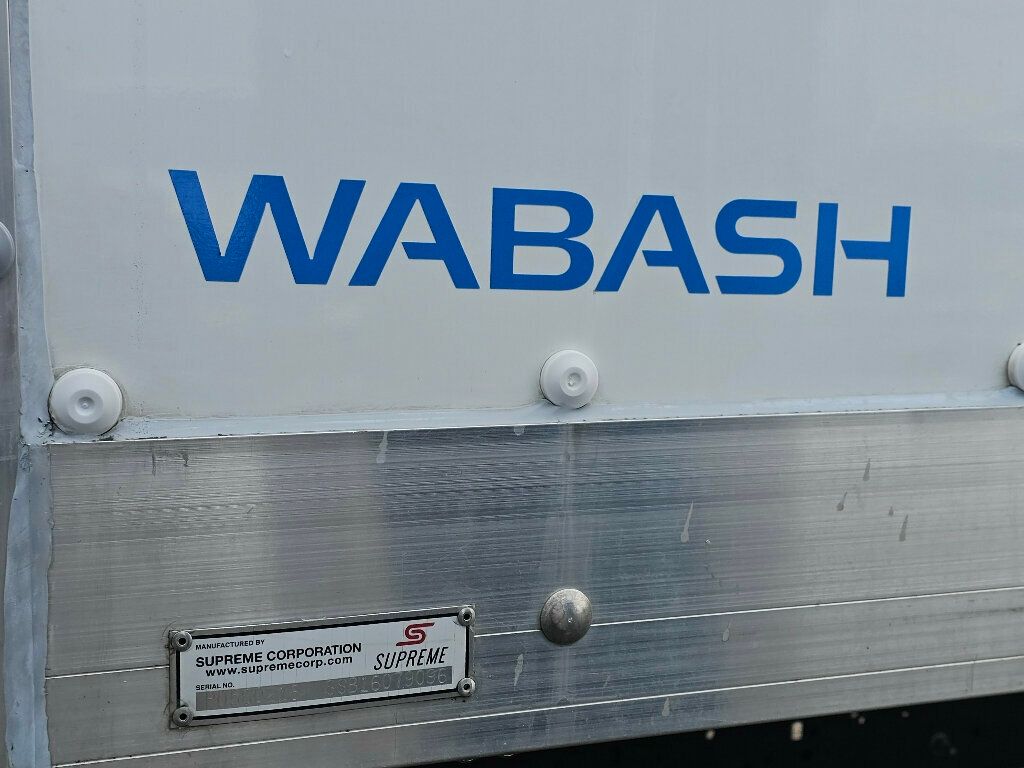 WABASH
MANUFACTURED BY
SUPREME CORPORATION
www.supremecorp.com
SUPREME
SERIAL NO.